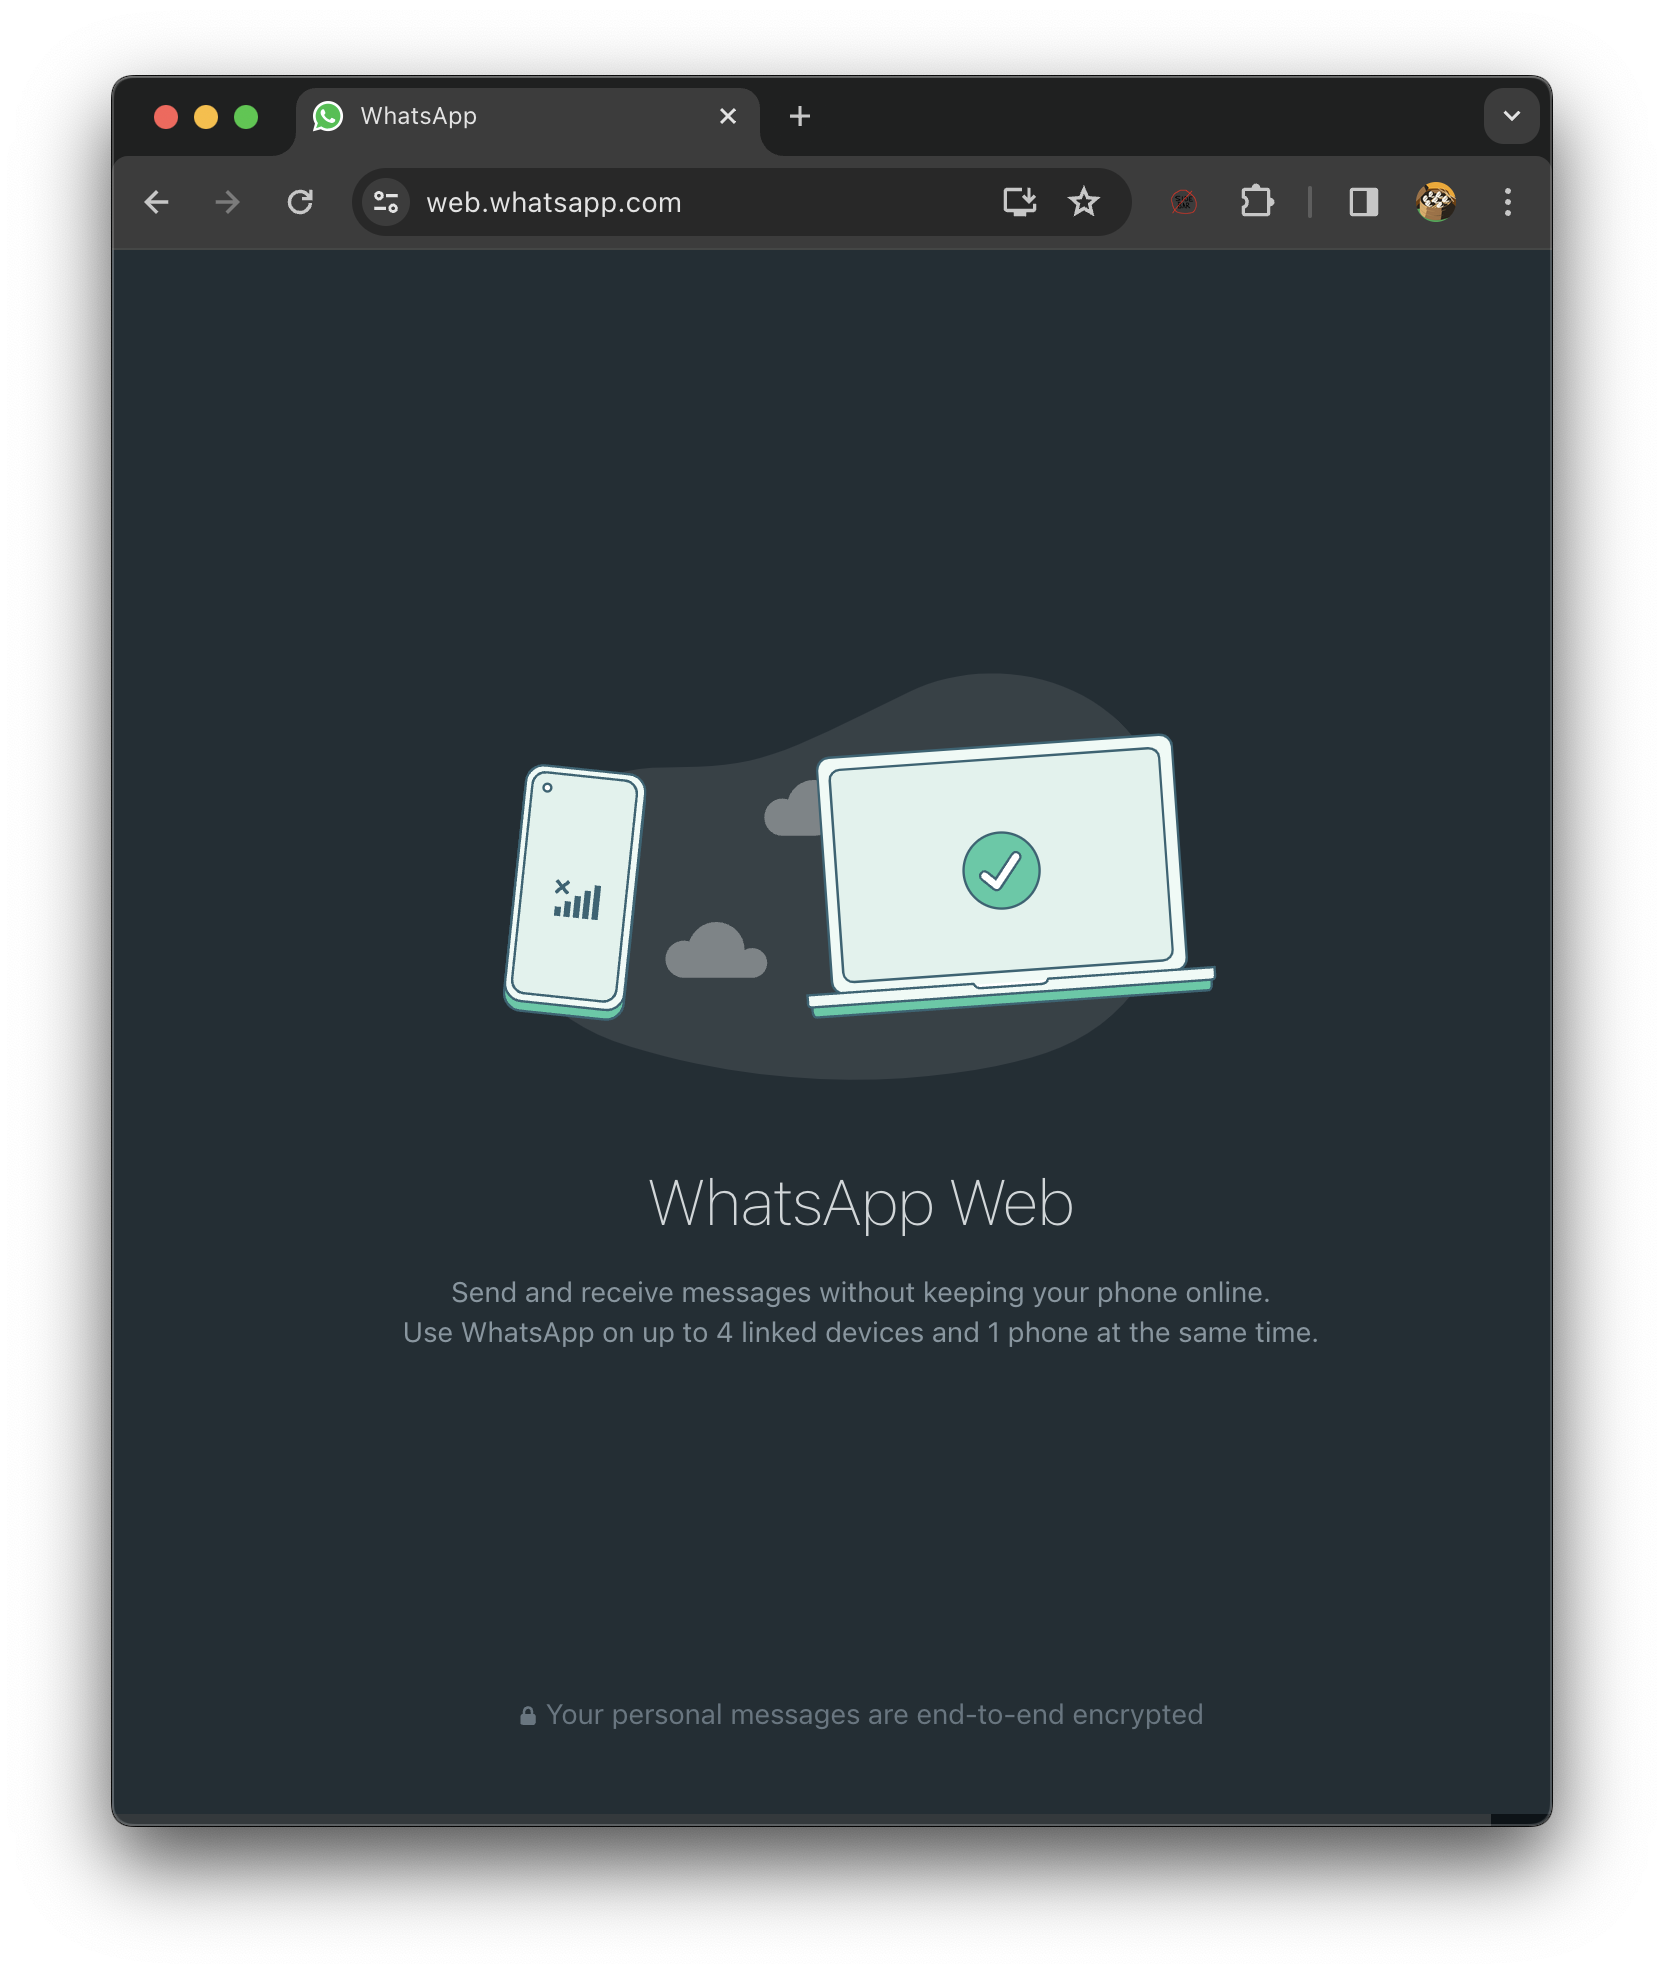 WhatsApp
web.whatsapp.com
WhatsApp Web
Send and receive messages without keeping your phone online.
Use WhatsApp on up to 4 linked devices and 1 phone at the same time.
Your personal messages are end-to-end encrypted